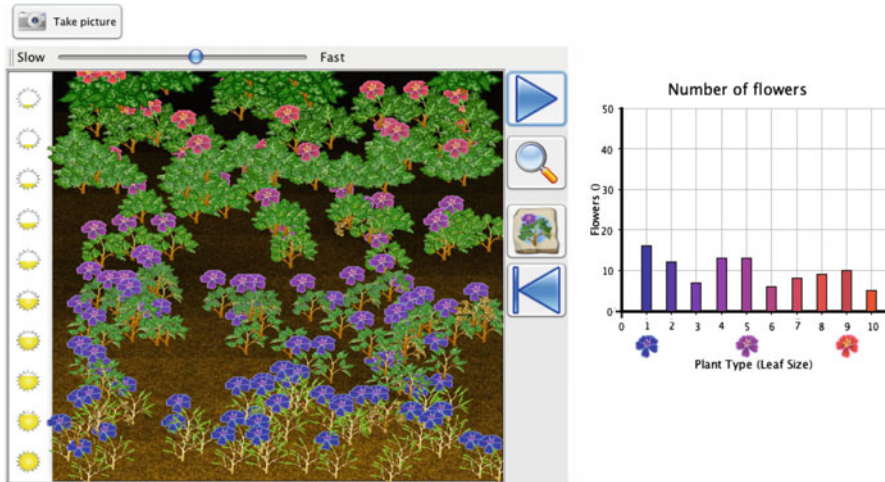 Take picture
Slow Fast
Number of flowers
50
40
30
20
10
0
Flowers ()
0 1 2 3 4 5 6 7 8 9 10
Plant Type (Leaf Size)